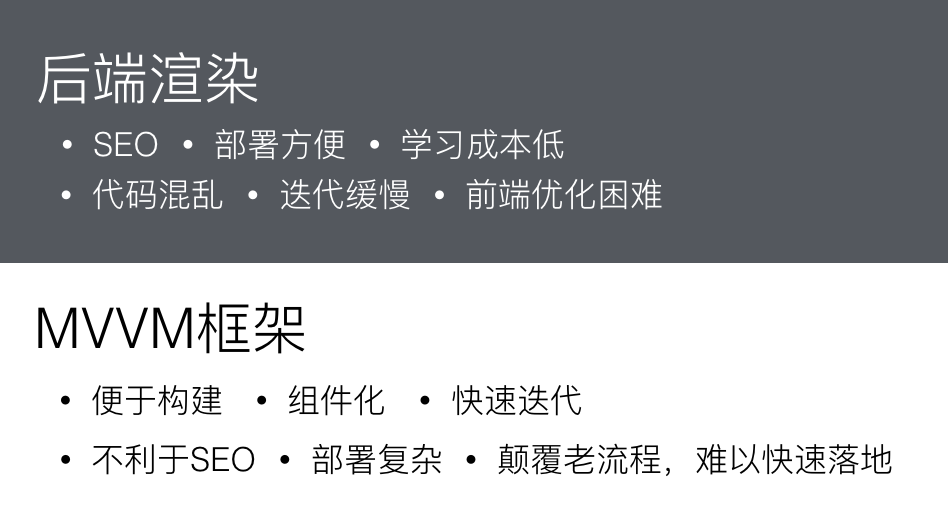 后端渲染
• SEO • 部署方便 • 学习成本低
• 代码混乱 • 迭代缓慢 • 前端优化困难
MVVM框架
• 便于构建 • 组件化 • 快速迭代
• 不利于SEO • 部署复杂 • 颠覆老流程，难以快速落地